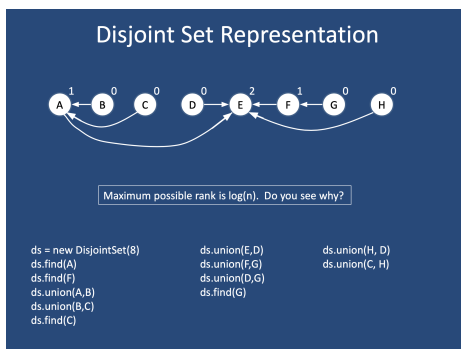 Disjoint Set Representation
1 0 0 0 2 1 0 0
A B C D E F G H
Maximum possible rank is log(n). Do you see why?
ds = new DisjointSet(8)
ds.find(A)
ds.find(F)
ds.union(A,B)
ds.union(B,C)
ds.find(C)
ds.union(E,D)
ds.union(F,G)
ds.union(D,G)
ds.find(G)
ds.union(H, D)
ds.union(C, H)